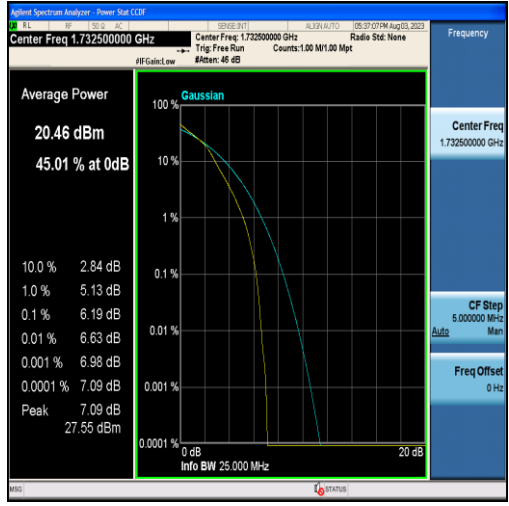 Agilent Spectrum Analyzer - Power Stat CCDF
RL RF 50 Ω AC SENSE:INT ALIGN AUTO 05:37:07 PM Aug 03, 2023
Center Freq 1.732500000 GHz
Center Freq: 1.732500000 GHz Radio Std: None
Trig: Free Run Counts:1.00 M/1.00 Mpt
#IFGain:Low #Atten: 46 dB
Frequency
Average Power
20.46 dBm
45.01 % at 0dB
10.0 % 2.84 dB
1.0 % 5.13 dB
0.1 % 6.19 dB
0.01 % 6.63 dB
0.001 % 6.98 dB
0.0001 % 7.09 dB
Peak 7.09 dB
27.55 dBm
Gaussian
100 %
10 %
1 %
0.1 %
0.01 %
0.001 %
0.0001 %
0 dB 20 dB
Info BW 25.000 MHz
Center Freq
1.732500000 GHz
CF Step
5.000000 MHz
Auto Man
Freq Offset
0 Hz
MSG STATUS